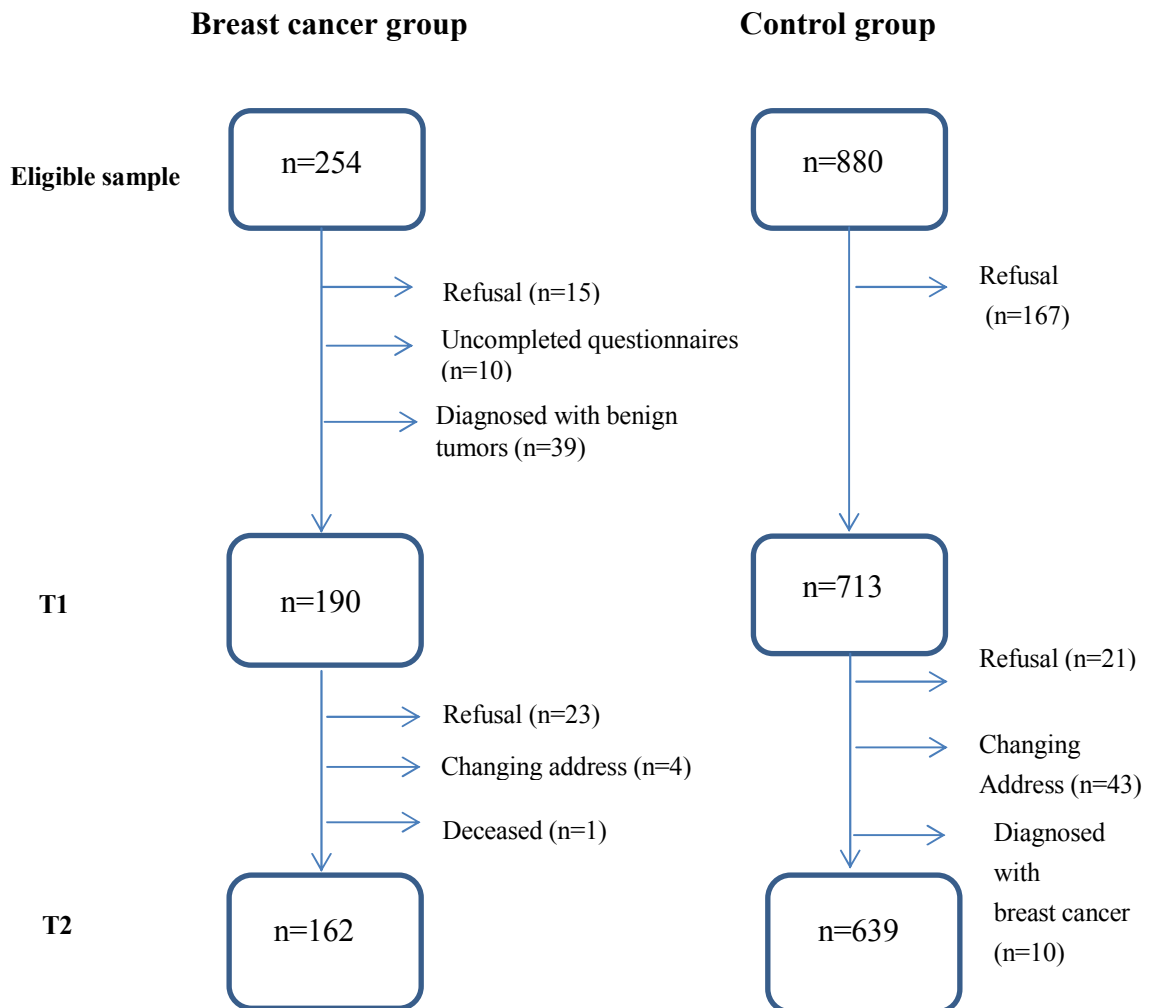 Breast cancer group
Control group
Eligible sample
n=254
n=880
Refusal (n=15)
Uncompleted questionnaires
(n=10)
Diagnosed with benign
tumors (n=39)
Refusal
(n=167)
T1
n=190
n=713
Refusal (n=23)
Changing address (n=4)
Deceased (n=1)
Refusal (n=21)
Changing
Address (n=43)
Diagnosed
with
breast cancer
(n=10)
T2
n=162
n=639